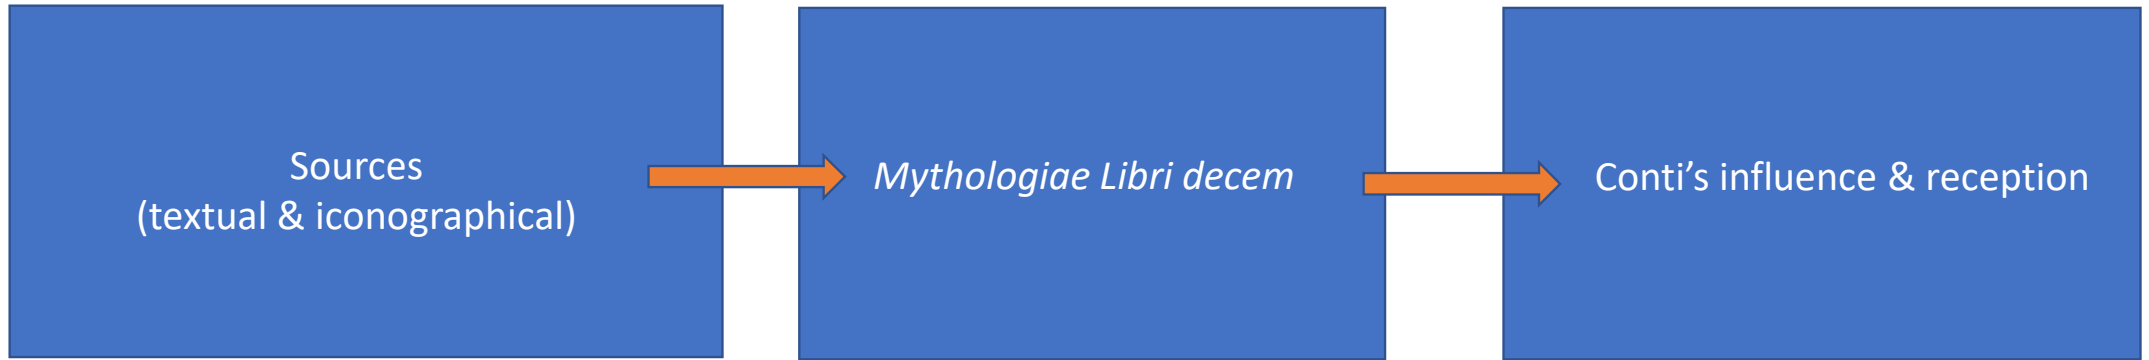 Sources
(textual & iconographical)
Mythologiae Libri decem
Conti’s influence & reception